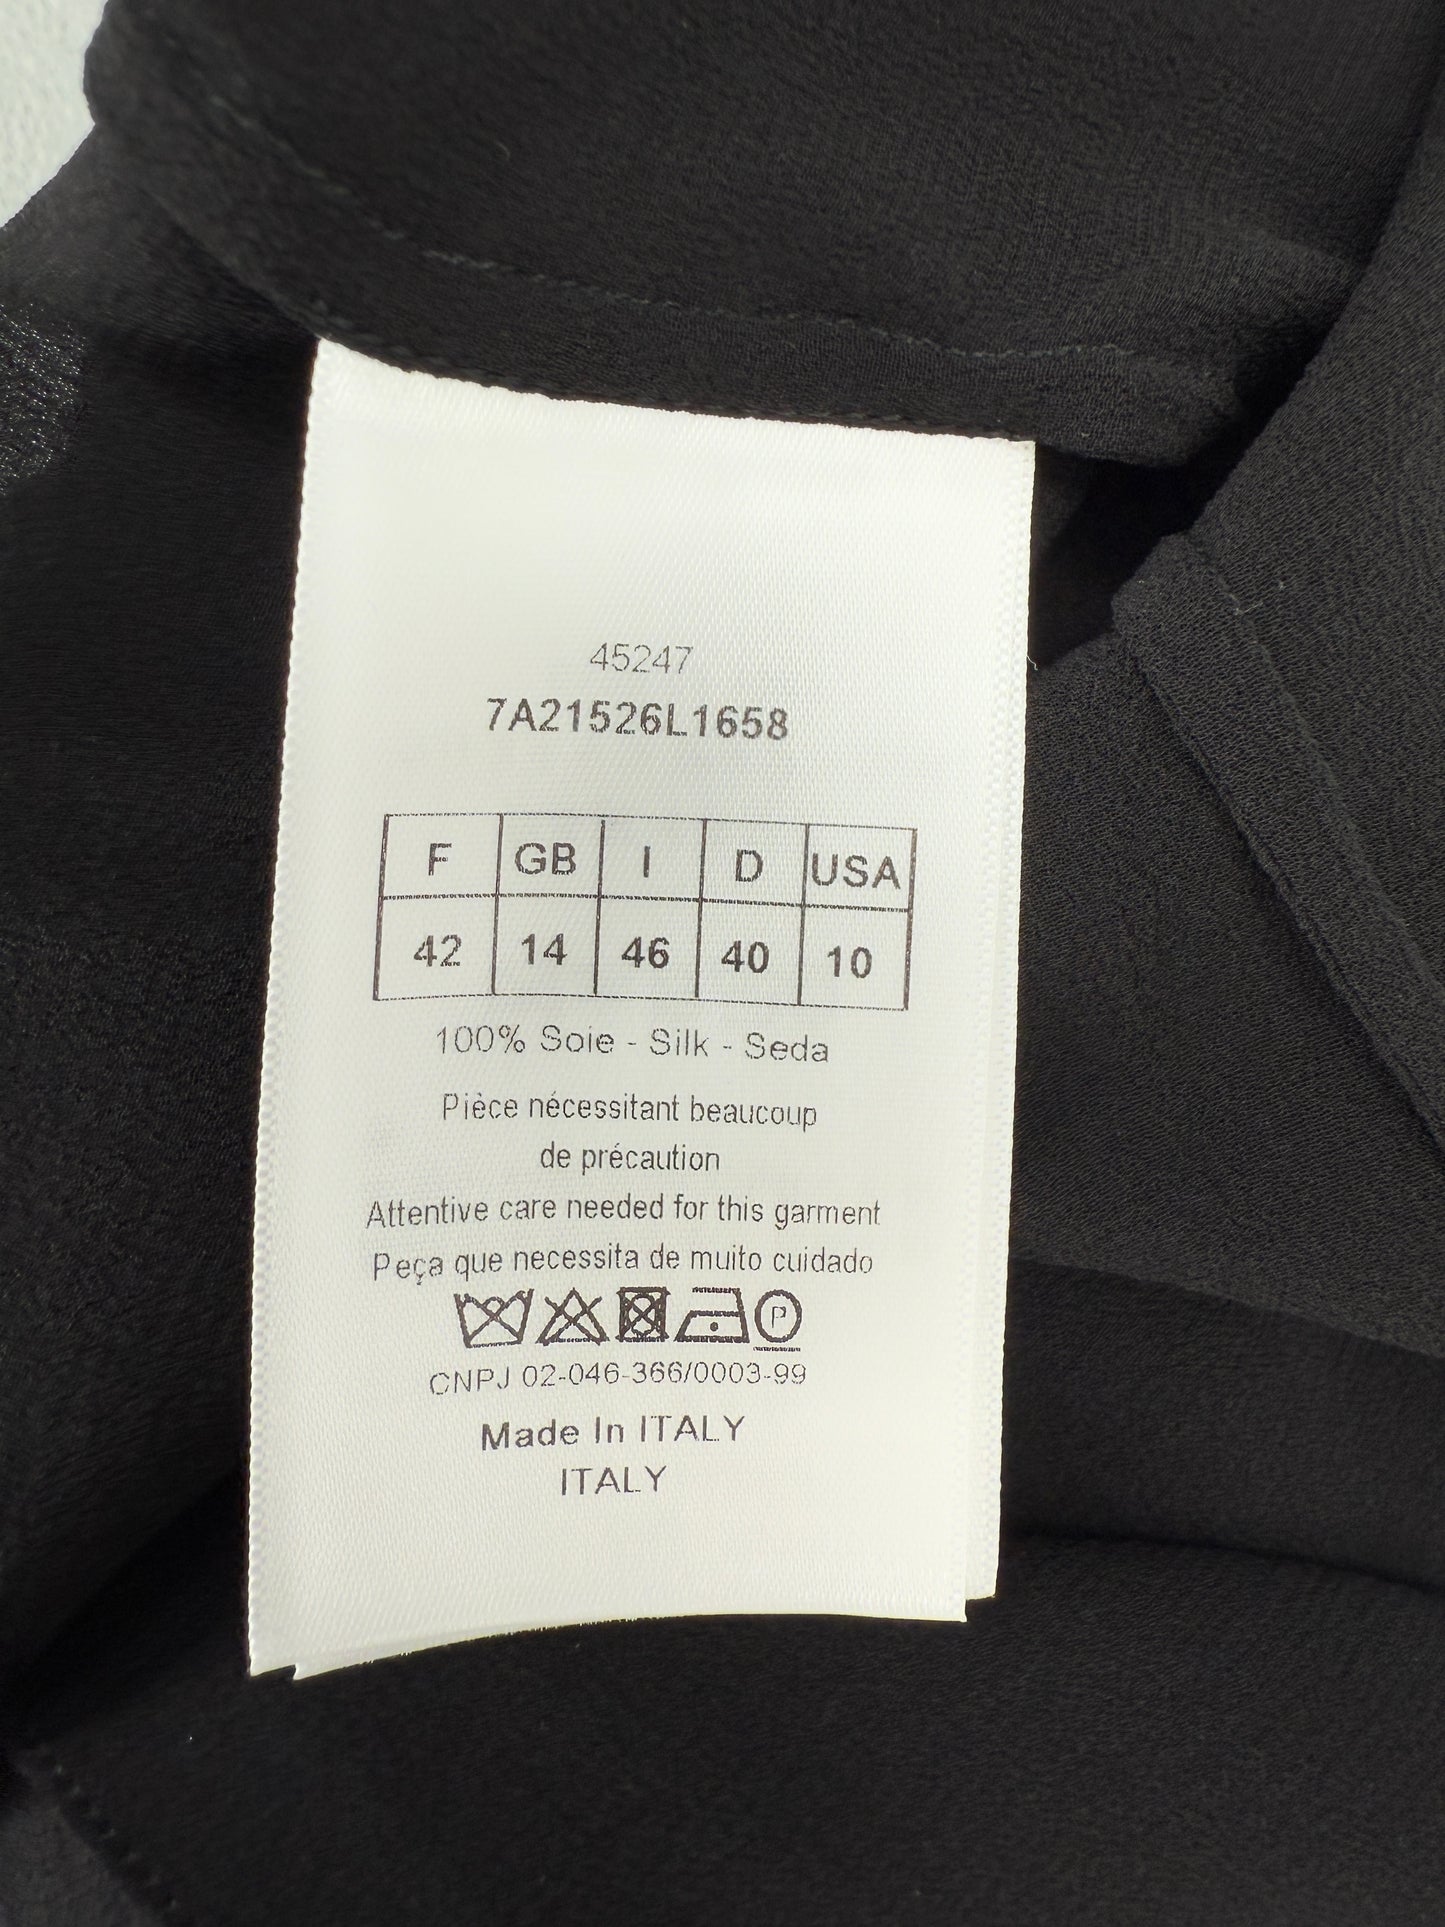 45247
7A21526L1658
F GB I D USA
42 14 46 40 10
100% Soie - Silk - Seda
Pièce nécessitant beaucoup
de précaution
Attentive care needed for this garment
Peça que necessita de muito cuidado
P
CNPJ 02-046-366/0003-99
Made In ITALY
ITALY